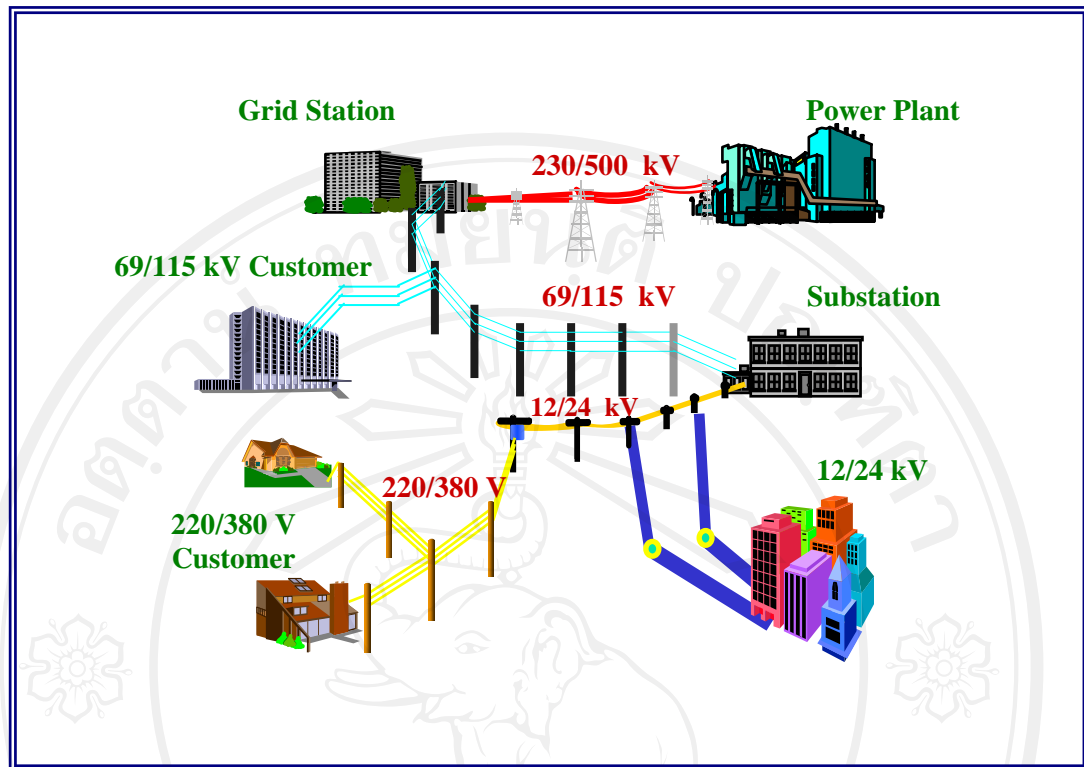 Grid Station
Power Plant
230/500 kV
69/115 kV Customer
69/115 kV
Substation
12/24 kV
220/380 V
12/24 kV
220/380 V
Customer